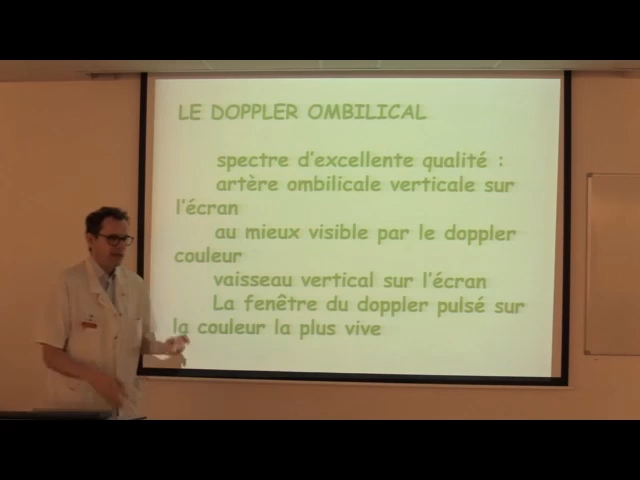 LE DOPPLER OMBILICAL
spectre d'excellente qualité :
artère ombilicale verticale sur
l'écran
au mieux visible par le doppler
couleur
vaisseau vertical sur l'écran
La fenêtre du doppler pulsé sur
la couleur la plus vive